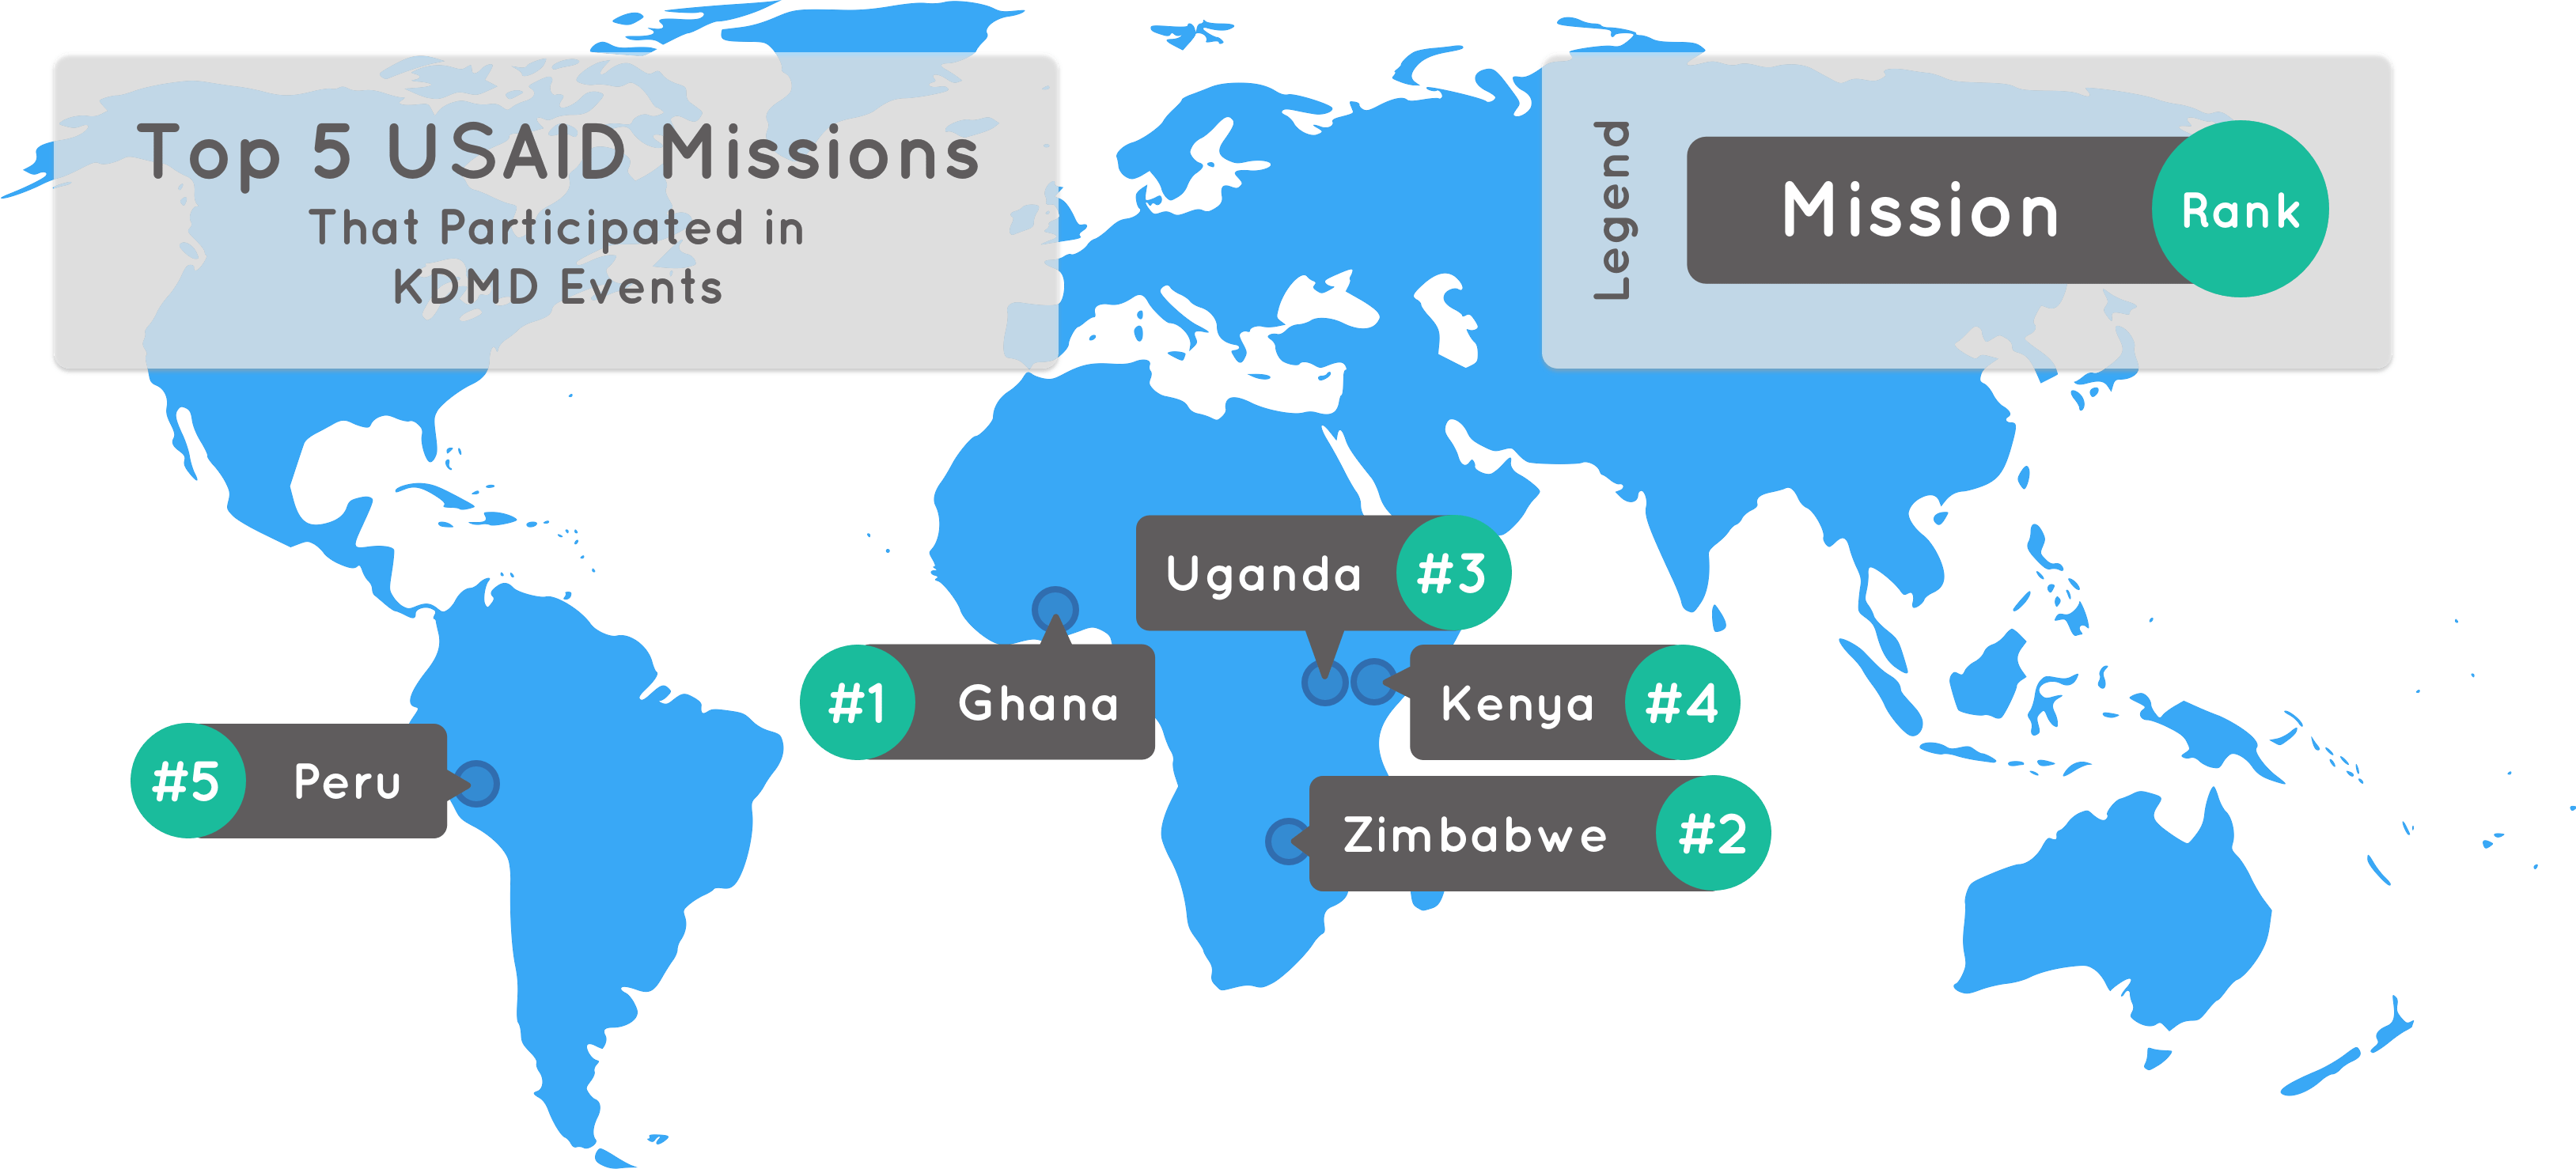 Top 5 USAID Missions
That Participated in
KDMD Events
Legend
Mission
Rank
Uganda #3
#1 Ghana
Kenya #4
#5 Peru
Zimbabwe #2